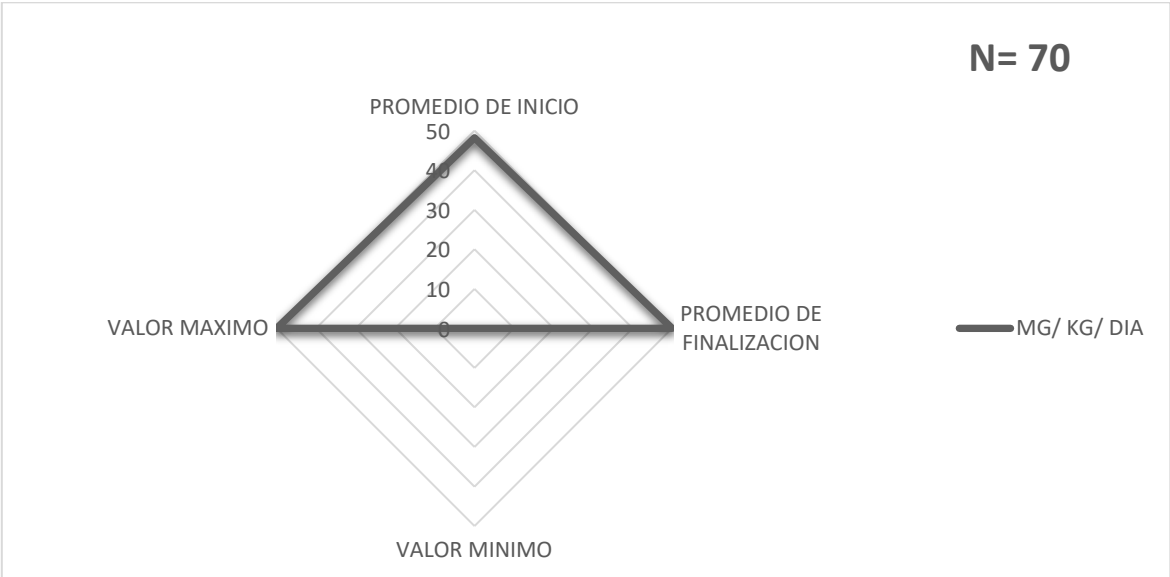 N= 70
PROMEDIO DE INICIO
50
40
30
20
10
0
VALOR MAXIMO
PROMEDIO DE
FINALIZACION
MG/ KG/ DIA
VALOR MINIMO